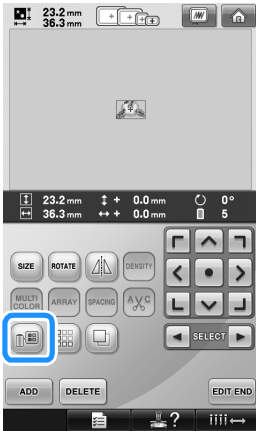 23.2 mm
36.3 mm
23.2 mm + 0.0 mm 0°
36.3 mm + 0.0 mm 5
SIZE ROTATE DENSITY
MULTI COLOR ARRAY SPACING A C
SELECT
ADD DELETE EDIT END
?